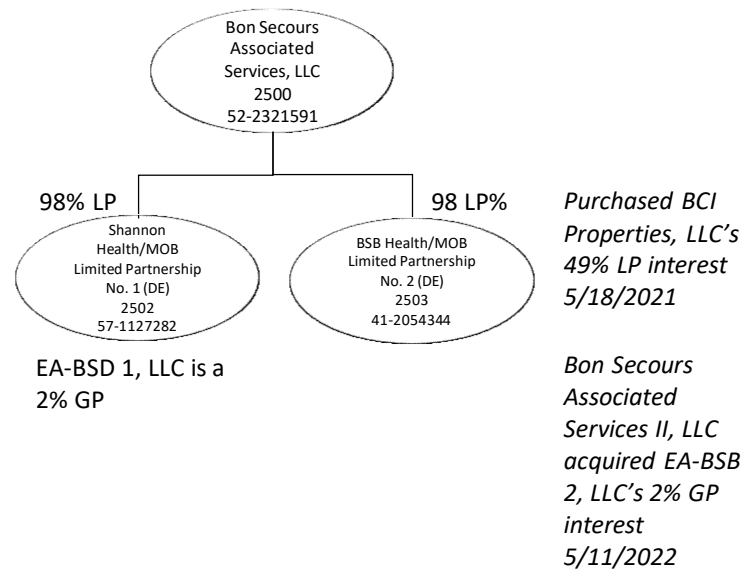 Bon Secours
Associated
Services, LLC
2500
52-2321591
98% LP
98 LP%
Shannon
Health/MOB
Limited Partnership
No. 1 (DE)
2502
57-1127282
BSB Health/MOB
Limited Partnership
No. 2 (DE)
2503
41-2054344
EA-BSD 1, LLC is a
2% GP
Purchased BCI
Properties, LLC’s
49% LP interest
5/18/2021
Bon Secours
Associated
Services II, LLC
acquired EA-BSB
2, LLC’s 2% GP
interest
5/11/2022